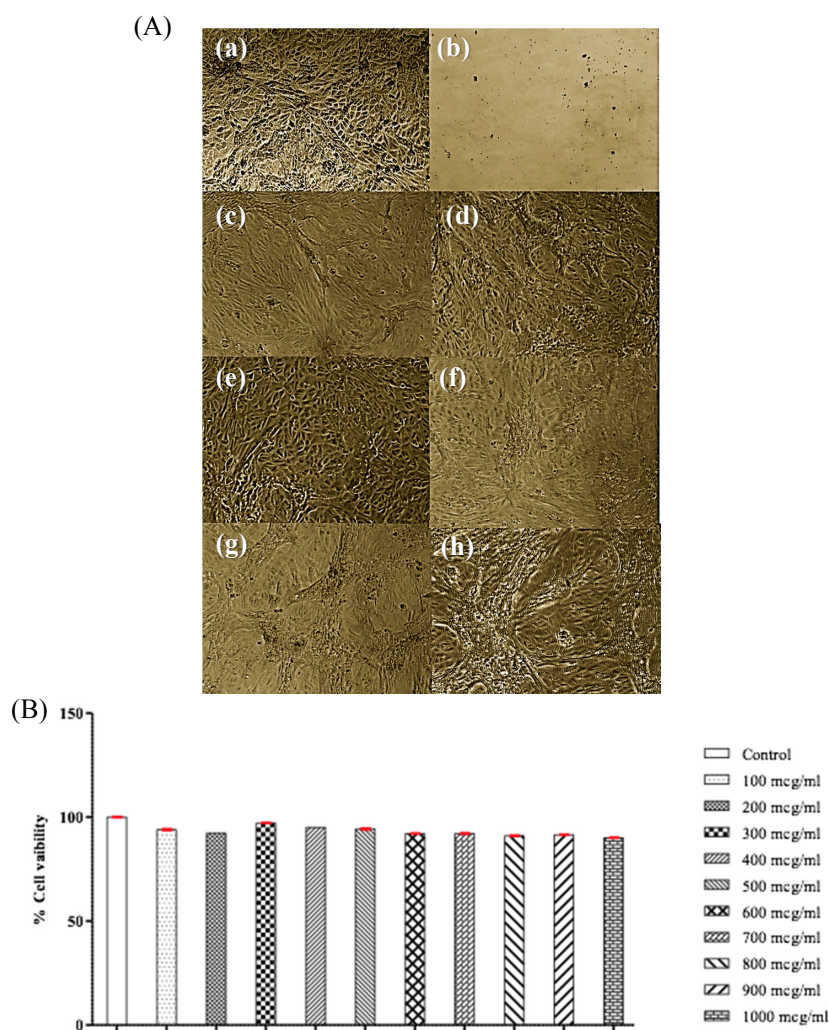 (A)
(a)
(b)
(c)
(d)
(e)
(f)
(g)
(h)
(B)
150
100
50
0
% Cell vaibility
Control
100 mcg/ml
200 mcg/ml
300 mcg/ml
400 mcg/ml
500 mcg/ml
600 mcg/ml
700 mcg/ml
800 mcg/ml
900 mcg/ml
1000 mcg/ml